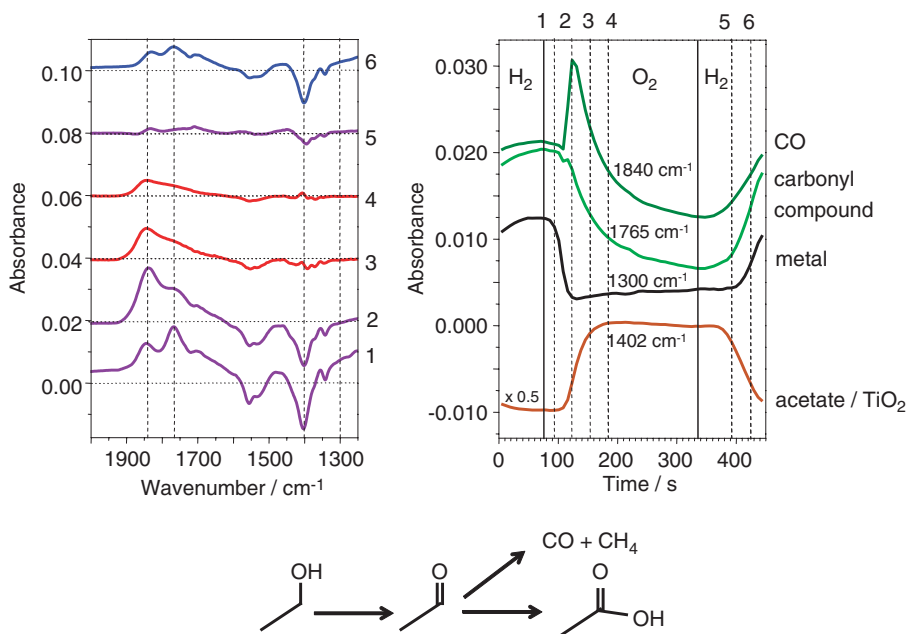 1 2 3 4 5 6
0.10
0.08
0.06
0.04
0.02
0.00
Absorbance
6
5
4
3
2
1
1900 1700 1500 1300
Wavenumber / cm⁻¹
0.030
0.020
0.010
0.000
-0.010
Absorbance
H₂ O₂ H₂
1840 cm⁻¹
1765 cm⁻¹
1300 cm⁻¹
1402 cm⁻¹
x 0.5
CO
carbonyl
compound
metal
acetate / TiO₂
0 100 200 300 400
Time / s
CO + CH₄
OH
O
O
OH